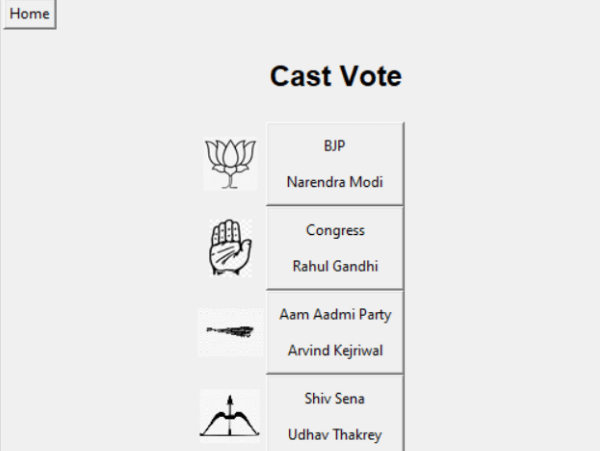 Home
Cast Vote
BJP
Narendra Modi
Congress
Rahul Gandhi
Aam Aadmi Party
Arvind Kejriwal
Shiv Sena
Udhav Thakrey